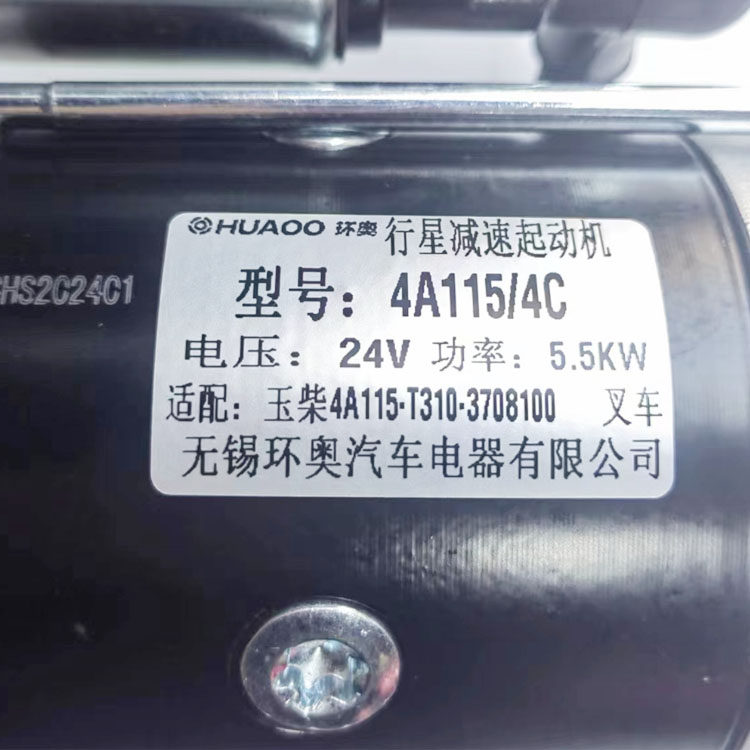 HUAOO 环奥 行星减速起动机
HS2C24C1
型号：4A115/4C
电压：24V 功率：5.5KW
适配：玉柴4A115-T310-3708100 叉车
无锡环奥汽车电器有限公司